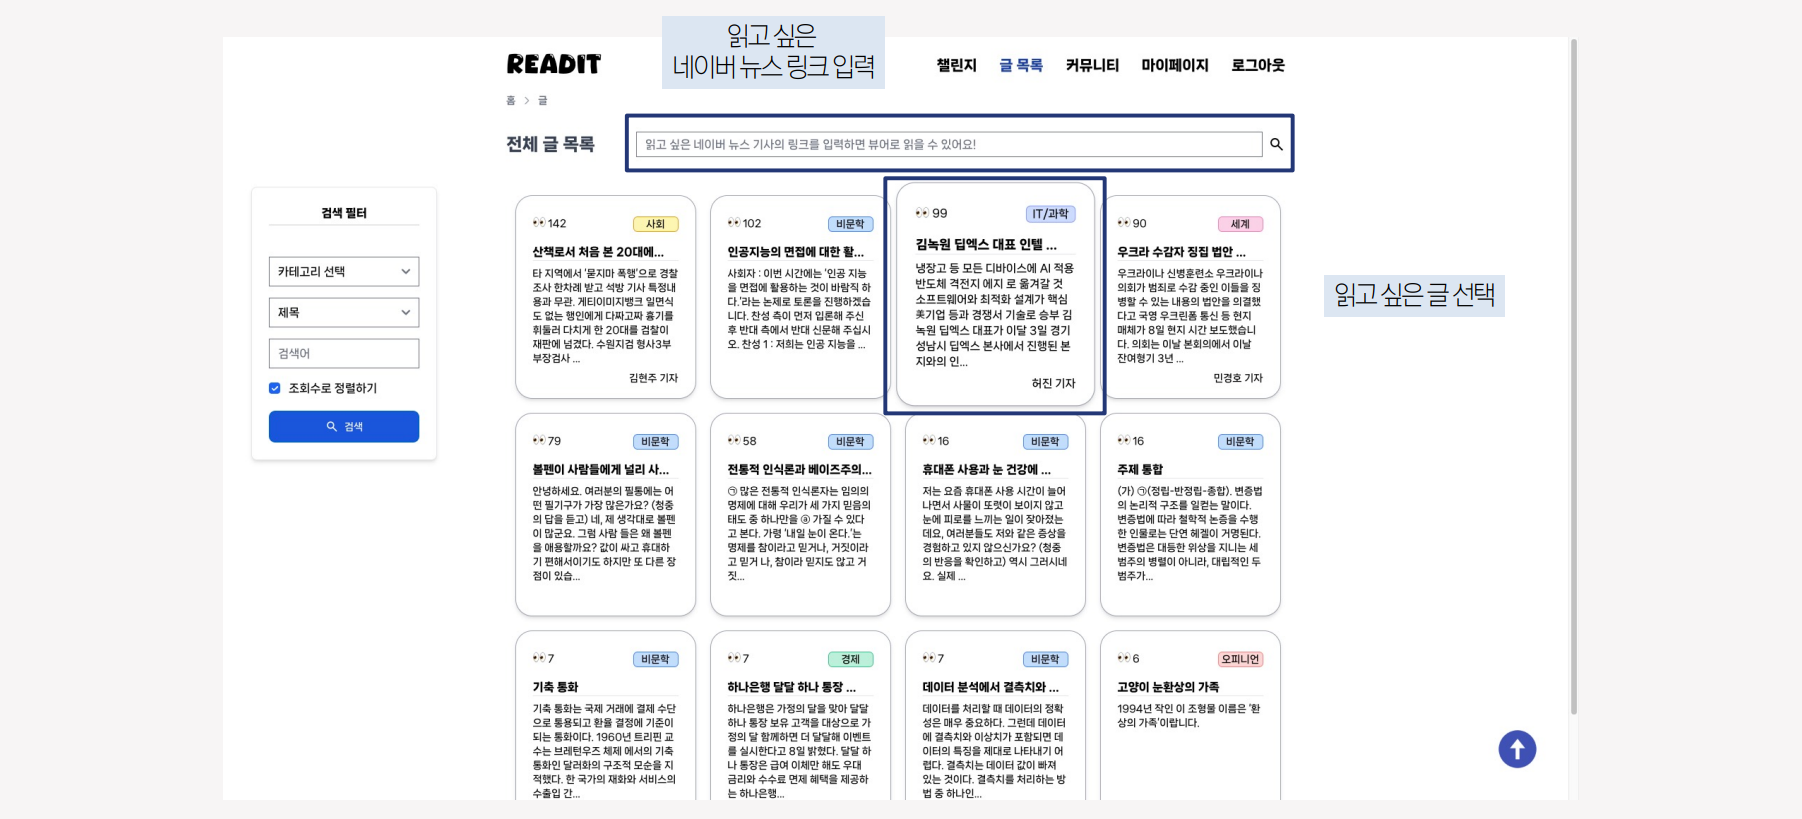 읽고 싶은
네이버 뉴스 링크 입력
READIT
챌린지
글 목록
커뮤니티
마이페이지
로그아웃
홈 > 글
전체 글 목록
읽고 싶은 네이버 뉴스 기사의 링크를 입력하면 뷰어로 읽을 수 있어요!
검색 필터
카테고리 선택
제목
검색어
조회수로 정렬하기
검색
142
사회
산책로서 처음 본 20대에...
타 지역에서 '묻지마 폭행'으로 경찰
조사 한차례 받고 석방 기사 특정내
용과 무관. 게티이미지뱅크 일면식
도 없는 행인에게 다짜고짜 흉기를
휘둘러 다치게 한 20대를 검찰이
재판에 넘겼다. 수원지검 형사3부
부장검사 ...
김현주 기자
102
비문학
인공지능의 면접에 대한 활...
사회자 : 이번 시간에는 '인공 지능
을 면접에 활용하는 것이 바람직 하
다.'라는 논제로 토론을 진행하겠습
니다. 찬성 측이 먼저 입론해 주신
후 반대 측에서 반대 신문해 주십시
오. 찬성 1 : 저희는 인공 지능을 ...
99
IT/과학
김녹원 딥엑스 대표 인텔 ...
냉장고 등 모든 디바이스에 AI 적용
반도체 격전지 에지 로 옮겨갈 것
소프트웨어와 최적화 설계가 핵심
美기업 등과 경쟁서 기술로 승부 김
녹원 딥엑스 대표가 이달 3일 경기
성남시 딥엑스 본사에서 진행된 본
지와의 인...
허진 기자
90
세계
우크라 수감자 징집 법안 ...
우크라이나 신병훈련소 우크라이나
의회가 범죄로 수감 중인 이들을 징
병할 수 있는 내용의 법안을 의결했
다고 국영 우크린폼 통신 등 현지
매체가 8일 현지 시간 보도했습니
다. 의회는 이날 본회의에서 이날
잔여형기 3년 ...
민경호 기자
읽고 싶은 글 선택
79
비문학
볼펜이 사람들에게 널리 사...
안녕하세요. 여러분의 필통에는 어
떤 필기구가 가장 많은가요? (청중
의 답을 듣고) 네, 제 생각대로 볼펜
이 많군요. 그럼 사람 들은 왜 볼펜
을 애용할까요? 값이 싸고 휴대하
기 편해서이기도 하지만 또 다른 장
점이 있습...
58
비문학
전통적 인식론과 베이즈주의...
㉠ 많은 전통적 인식론자는 임의의
명제에 대해 우리가 세 가지 믿음의
태도 중 하나만을 ⓐ 가질 수 있다
고 본다. 가령 '내일 눈이 온다.'는
명제를 참이라고 믿거나, 거짓이라
고 믿거 나, 참이라 믿지도 않고 거
짓...
16
비문학
휴대폰 사용과 눈 건강에 ...
저는 요즘 휴대폰 사용 시간이 늘어
나면서 사물이 또렷이 보이지 않고
눈에 피로를 느끼는 일이 잦아졌는
데요, 여러분들도 저와 같은 증상을
경험하고 있지 않으신가요? (청중
의 반응을 확인하고) 역시 그러시네
요. 실제 ...
16
비문학
주제 통합
(가) ㉠(정립-반정립-종합). 변증법
의 논리적 구조를 일컫는 말이다.
변증법에 따라 철학적 논증을 수행
한 인물로는 단연 헤겔이 거명된다.
변증법은 대등한 위상을 지니는 세
범주의 병렬이 아니라, 대립적인 두
범주가...
7
비문학
기축 통화
기축 통화는 국제 거래에 결제 수단
으로 통용되고 환율 결정에 기준이
되는 통화이다. 1960년 트리핀 교
수는 브레턴우즈 체제 에서의 기축
통화인 달러화의 구조적 모순을 지
적했다. 한 국가의 재화와 서비스의
수출입 간...
7
경제
하나은행 달달 하나 통장 ...
하나은행은 가정의 달을 맞아 달달
하나 통장 보유 고객을 대상으로 가
정의 달 함께하면 더 달달해 이벤트
를 실시한다고 8일 밝혔다. 달달 하
나 통장은 급여 이체만 해도 우대
금리와 수수료 면제 혜택을 제공하
는 하나은행...
7
비문학
데이터 분석에서 결측치와 ...
데이터를 처리할 때 데이터의 정확
성은 매우 중요하다. 그런데 데이터
에 결측치와 이상치가 포함되면 데
이터의 특징을 제대로 나타내기 어
렵다. 결측치는 데이터 값이 빠져
있는 것이다. 결측치를 처리하는 방
법 중 하나인...
6
오피니언
고양이 눈환상의 가족
1994년 작인 이 조형물 이름은 '환
상의 가족'이랍니다.